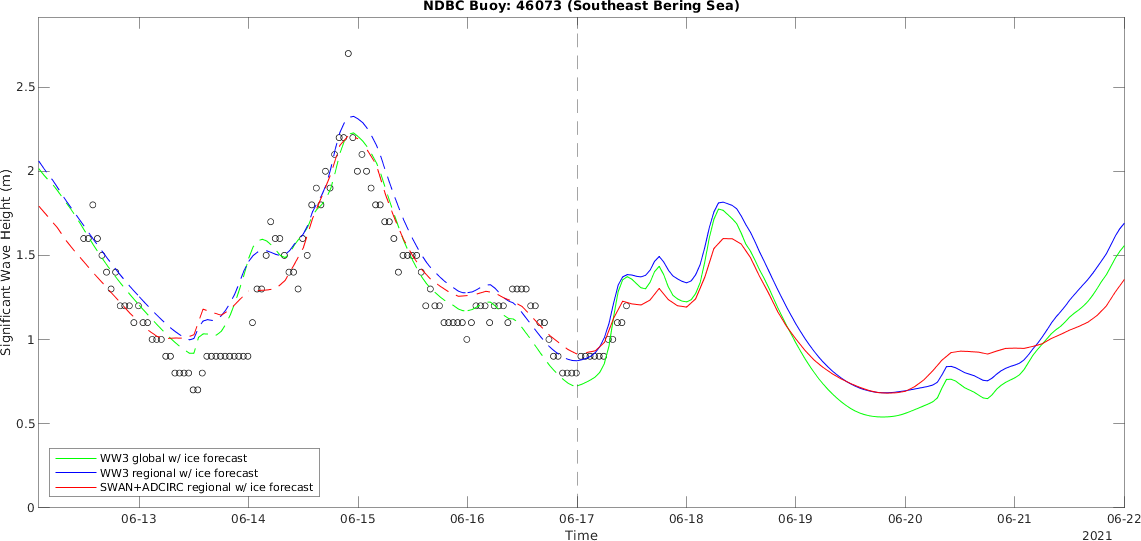 NDBC Buoy: 46073 (Southeast Bering Sea)
Significant Wave Height (m)
2.5
2
1.5
1
0.5
0
WW3 global w/ ice forecast
WW3 regional w/ ice forecast
SWAN+ADCIRC regional w/ ice forecast
06-13 06-14 06-15 06-16 06-17 06-18 06-19 06-20 06-21 06-22
Time
2021